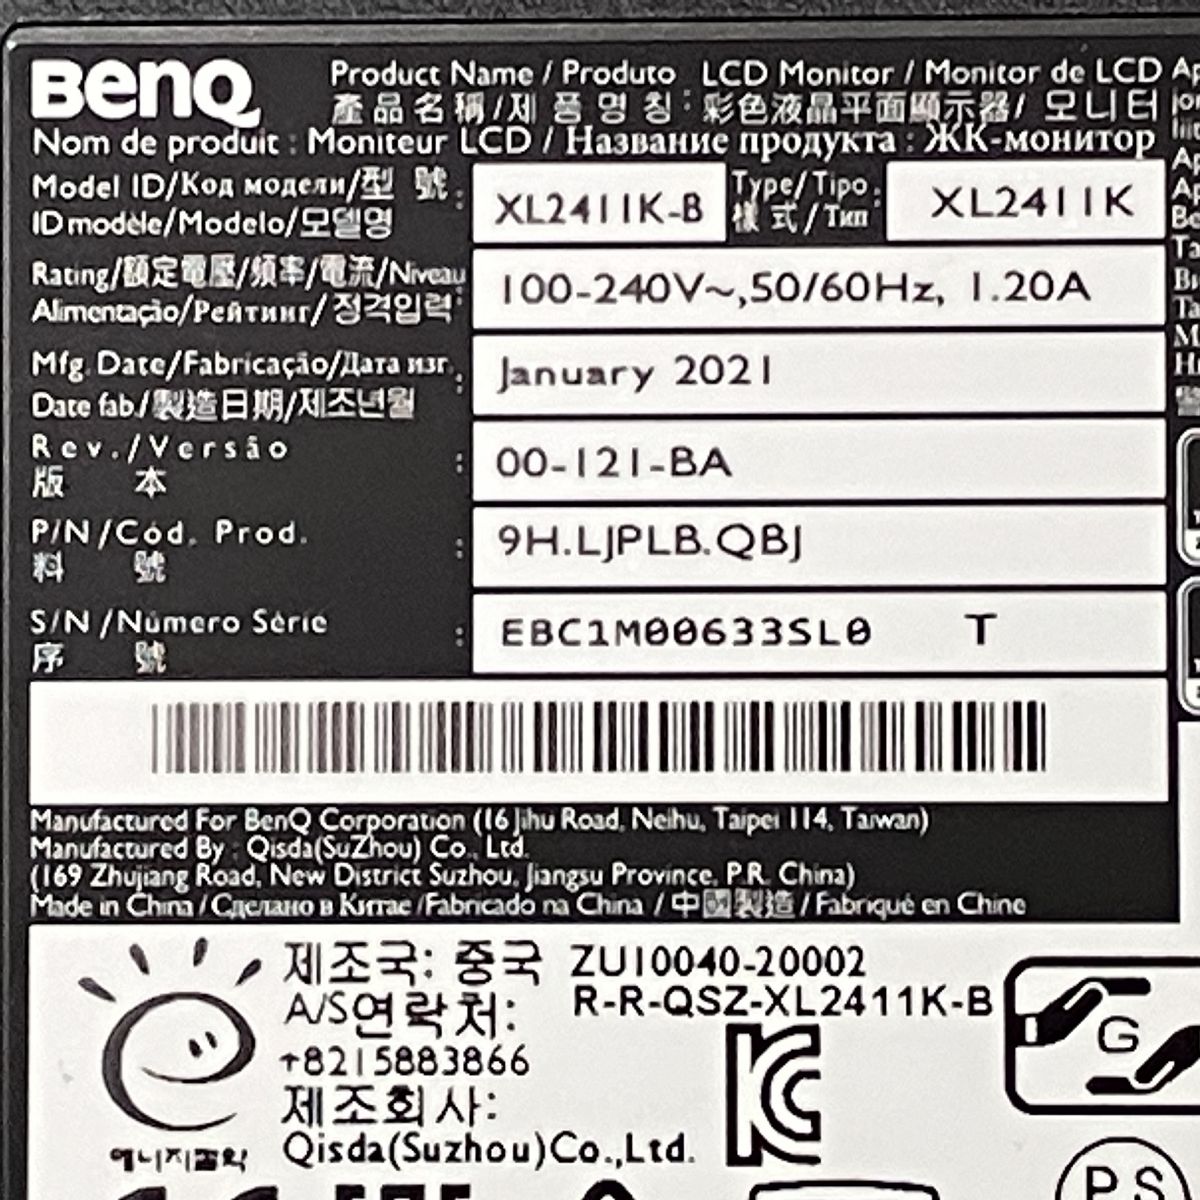 BenQ
Product Name / Produto LCD Monitor / Monitor de LCD
產品名稱/제 품 명 칭 : 彩色液晶平面顯示器/ 모니터
Nom de produit : Moniteur LCD / Название продукта : ЖК-монитор
Model ID/Код модели/型 號 : XL2411K-B Type/Tipo : XL2411K
ID modèle/Modelo/모델명 樣 式 / Тип
Rating/額定電壓/頻率/電流/Niveau : 100-240V~,50/60Hz, 1.20A
Alimentação/Рейтинг/정격입력
Mfg. Date/Fabricação/Дата изг. : January 2021
Date fab./製造日期/제조년월
Rev./Versão : 00-121-BA
版 本
P/N /Cód. Prod. : 9H.LJPLB.QBJ
料 號
S/N /Número Série : EBC1M00633SL0 T
序 號
Manufactured For BenQ Corporation (16 Jihu Road, Neihu, Taipei 114, Taiwan)
Manufactured By : Qisda(SuZhou) Co., Ltd.
(169 Zhujiang Road, New District Suzhou, Jiangsu Province, P.R. China)
Made in China / Сделано в Китае /Fabricado na China / 中國製造 / Fabriqué en Chine
제조국: 중국 ZU10040-20002
A/S연락처: R-R-QSZ-XL2411K-B
+8215883866
제조회사:
Qisda(Suzhou)Co.,Ltd.
에너지절약
G
P.S